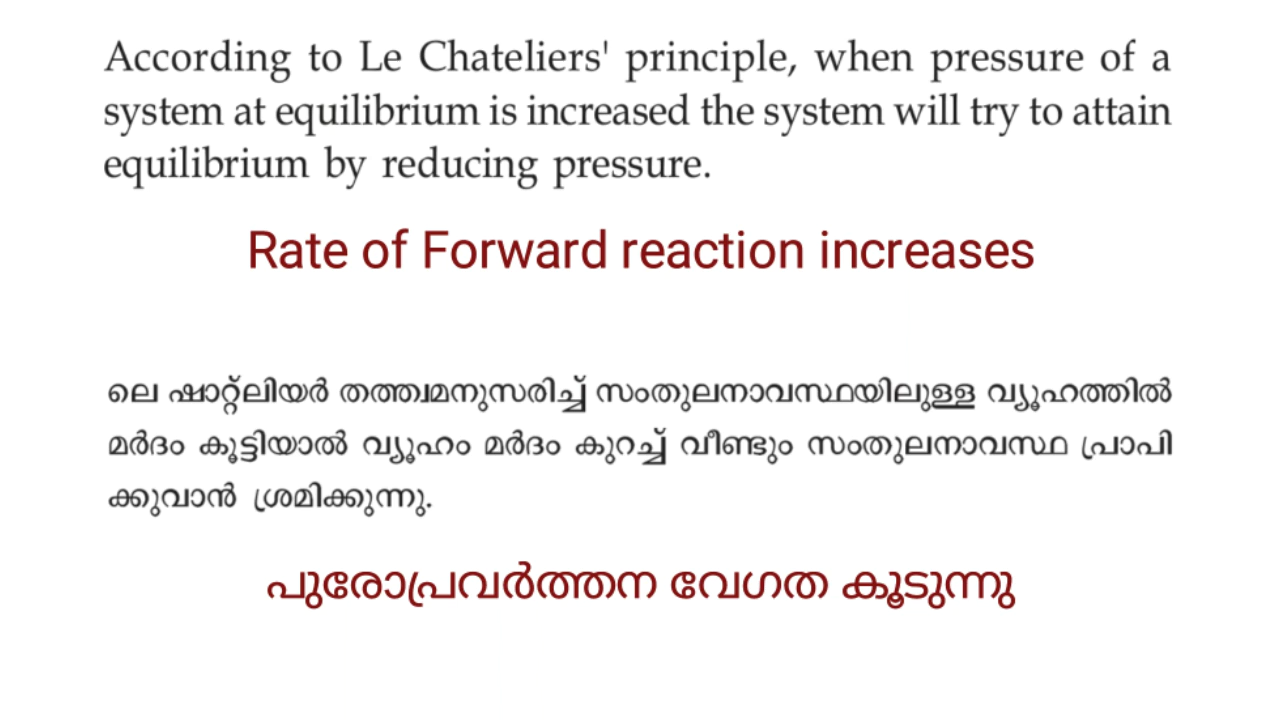 According to Le Chateliers' principle, when pressure of a
system at equilibrium is increased the system will try to attain
equilibrium by reducing pressure.
Rate of Forward reaction increases
ലെ ഷാറ്റ്ലിയർ തത്ത്വമനുസരിച്ച് സംതുലനാവസ്ഥയിലുള്ള വ്യൂഹത്തിൽ
മർദം കൂട്ടിയാൽ വ്യൂഹം മർദം കുറച്ച് വീണ്ടും സംതുലനാവസ്ഥ പ്രാപി
ക്കുവാൻ ശ്രമിക്കുന്നു.
പുരോപ്രവർത്തന വേഗത കൂടുന്നു